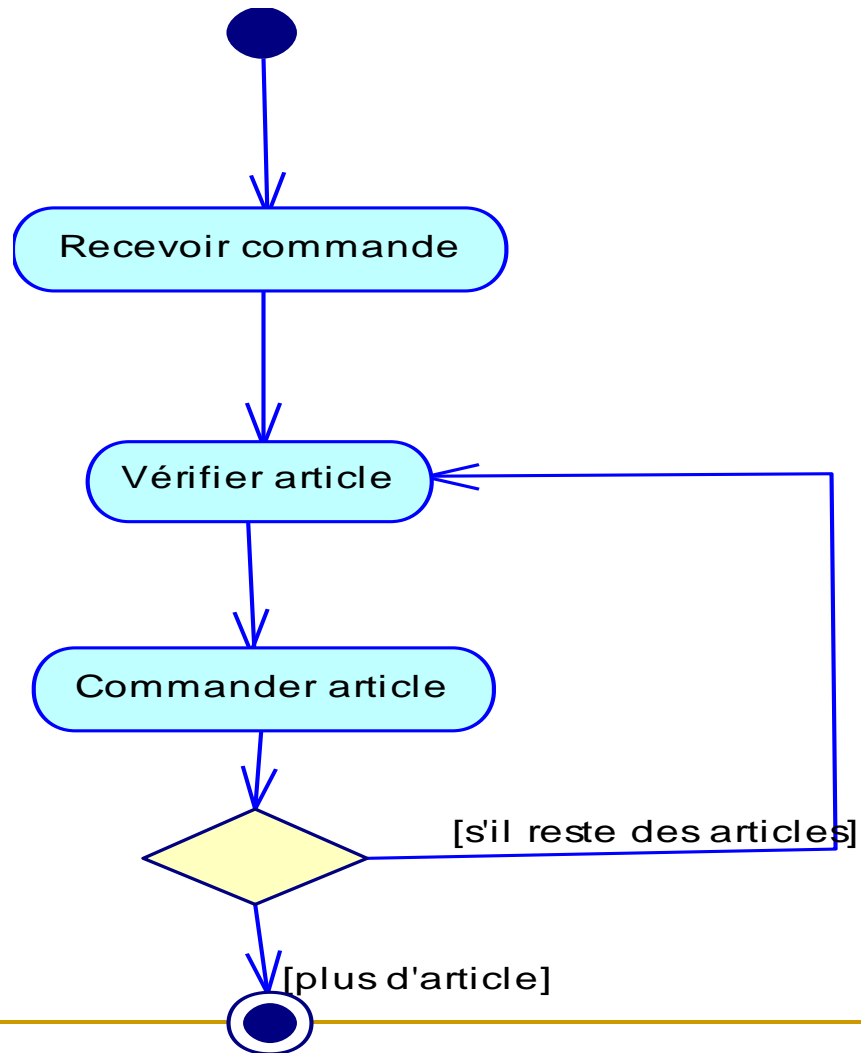 Recevoir commande
Vérifier article
Commander article
[s'il reste des articles]
[plus d'article]